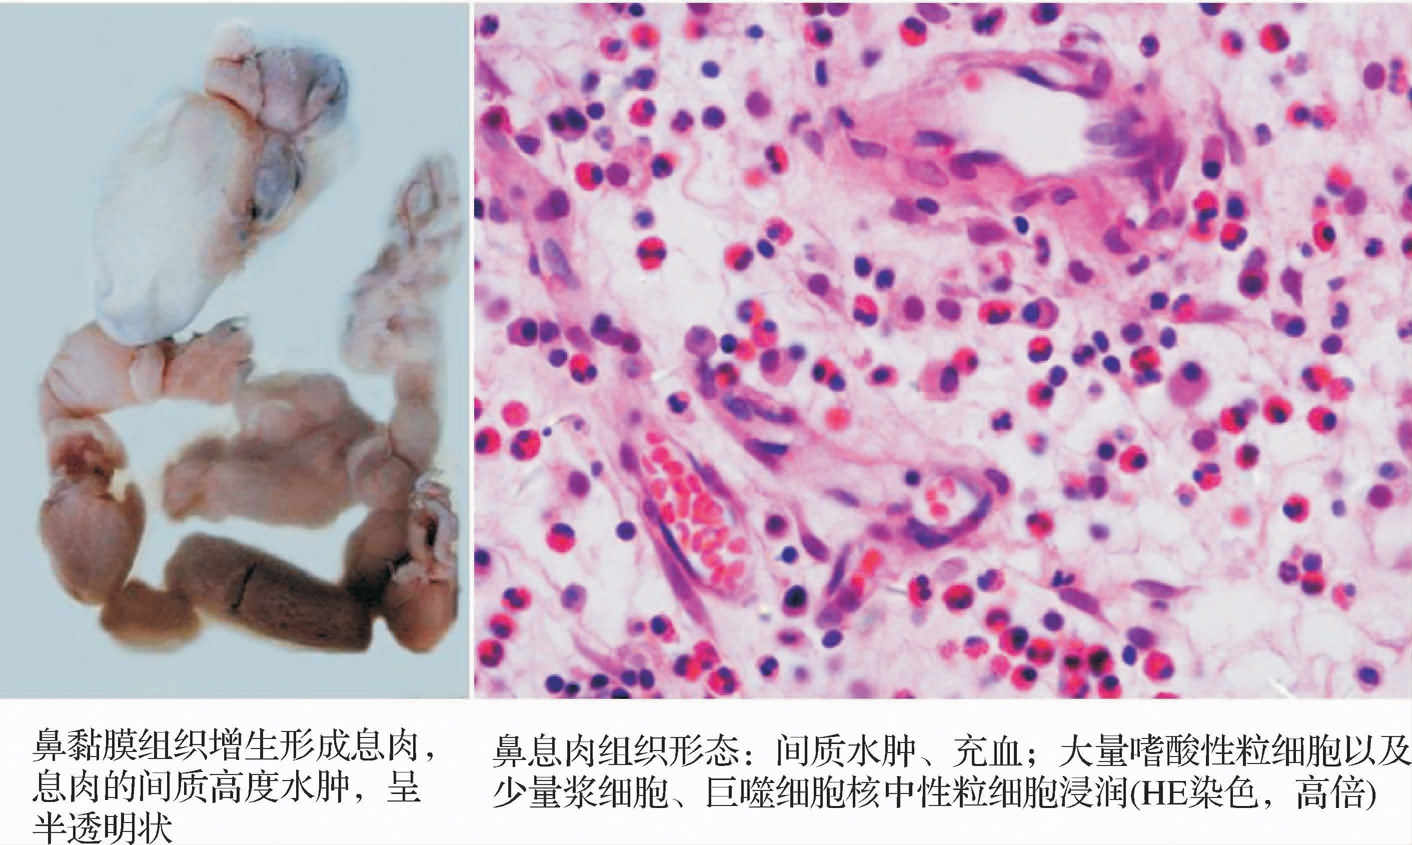 鼻黏膜组织增生形成息肉，
息肉的间质高度水肿，呈
半透明状
鼻息肉组织形态：间质水肿、充血；大量嗜酸性粒细胞以及
少量浆细胞、巨噬细胞核中性粒细胞浸润(HE染色，高倍)